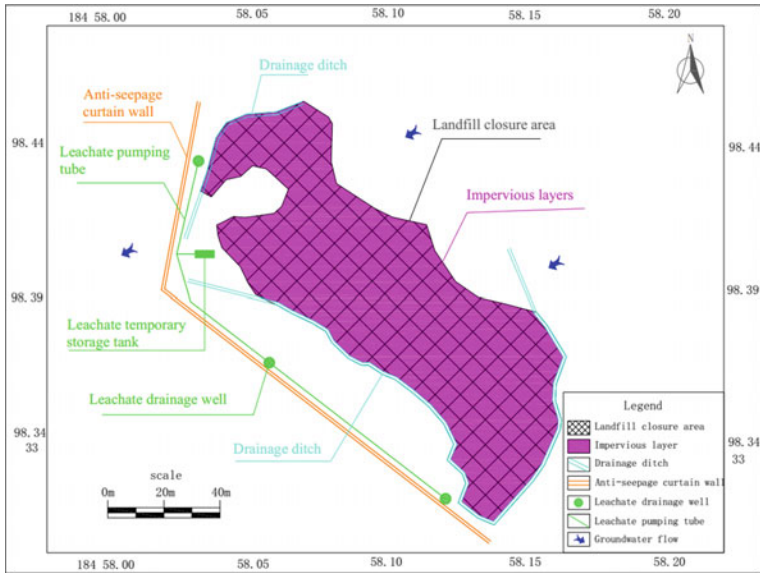 184 58.00 58.05 58.10 58.15 58.20
N
Drainage ditch
Anti-seepage
curtain wall
Landfill closure area
98.44
98.44
Leachate pumping
tube
Impervious layers
98.39
98.39
Leachate temporary
storage tank
Leachate drainage well
Drainage ditch
98.34
33
98.34
33
scale
0m 20m 40m
Legend
Landfill closure area
Impervious layer
Drainage ditch
Anti-seepage curtain wall
Leachate drainage well
Leachate pumping tube
Groundwater flow
184 58.00 58.05 58.10 58.15 58.20